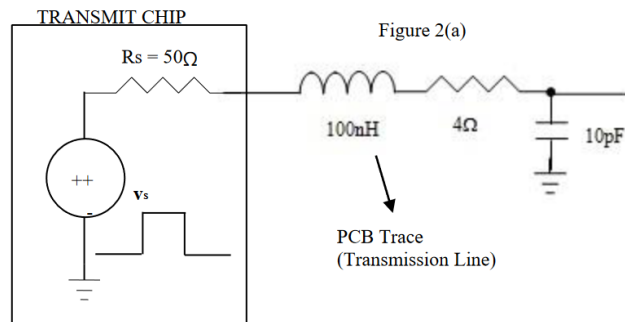 TRANSMIT CHIP
Figure 2(a)
Rs = 50Ω
100nH
4Ω
10pF
++
-
vs
PCB Trace
(Transmission Line)